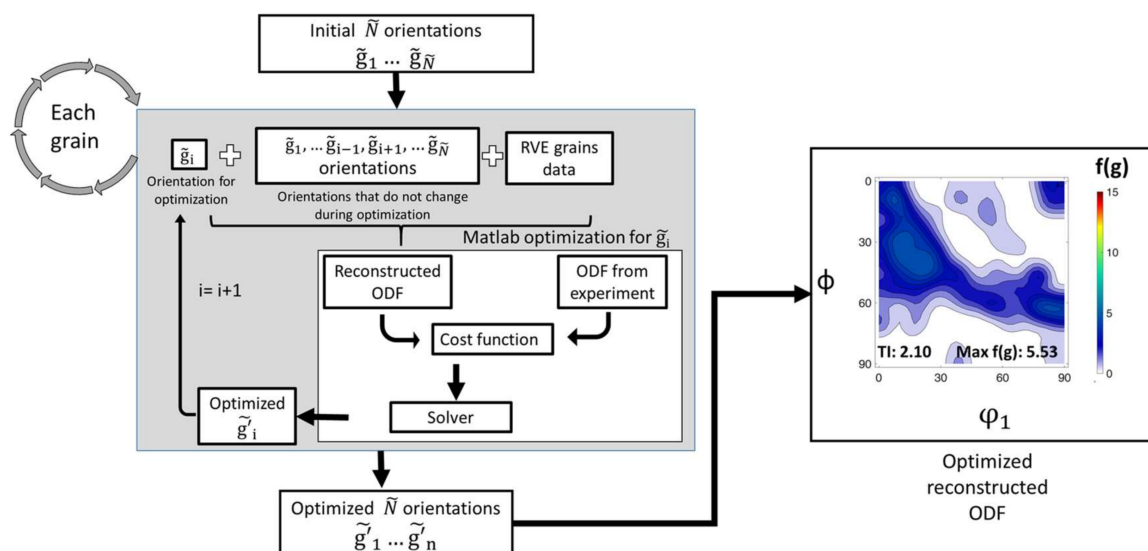 Initial Ñ orientations
g̃₁ ... g̃_Ñ
Each
grain
g̃ᵢ
Orientation for
optimization
g̃₁, ... g̃ᵢ₋₁, g̃ᵢ₊₁, ... g̃_Ñ
orientations
Orientations that do not change
during optimization
RVE grains
data
Matlab optimization for g̃ᵢ
Reconstructed
ODF
ODF from
experiment
Cost function
Solver
i= i+1
Optimized
g̃'ᵢ
Optimized Ñ orientations
g̃'₁ ... g̃'ₙ
f(g)
15
10
5
0
0
30
60
90
ϕ
TI: 2.10 Max f(g): 5.53
0 30 60 90
φ₁
Optimized
reconstructed
ODF